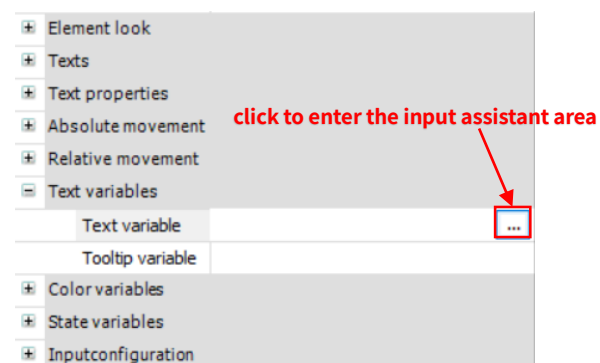 Element look
Texts
Text properties
Absolute movement
click to enter the input assistant area
Relative movement
Text variables
Text variable
...
Tooltip variable
Color variables
State variables
Inputconfiguration